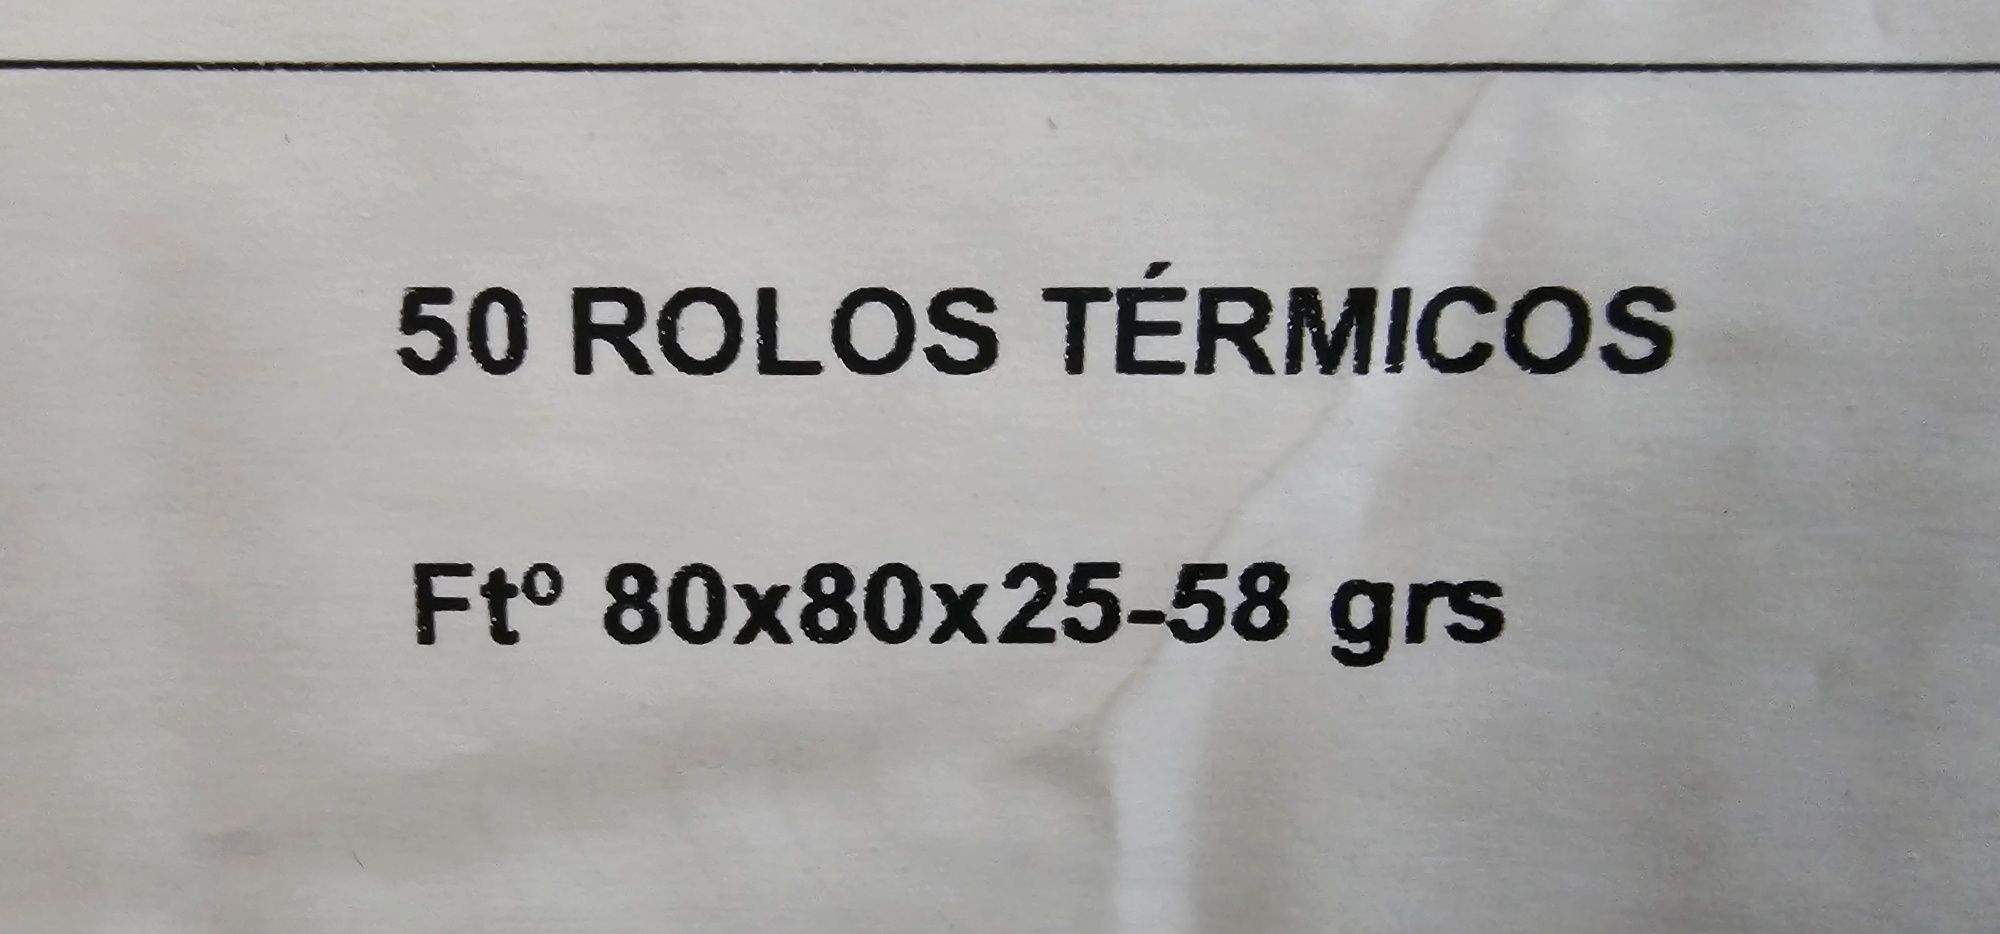 50 ROLOS TÉRMICOS
Ftº 80x80x25-58 grs